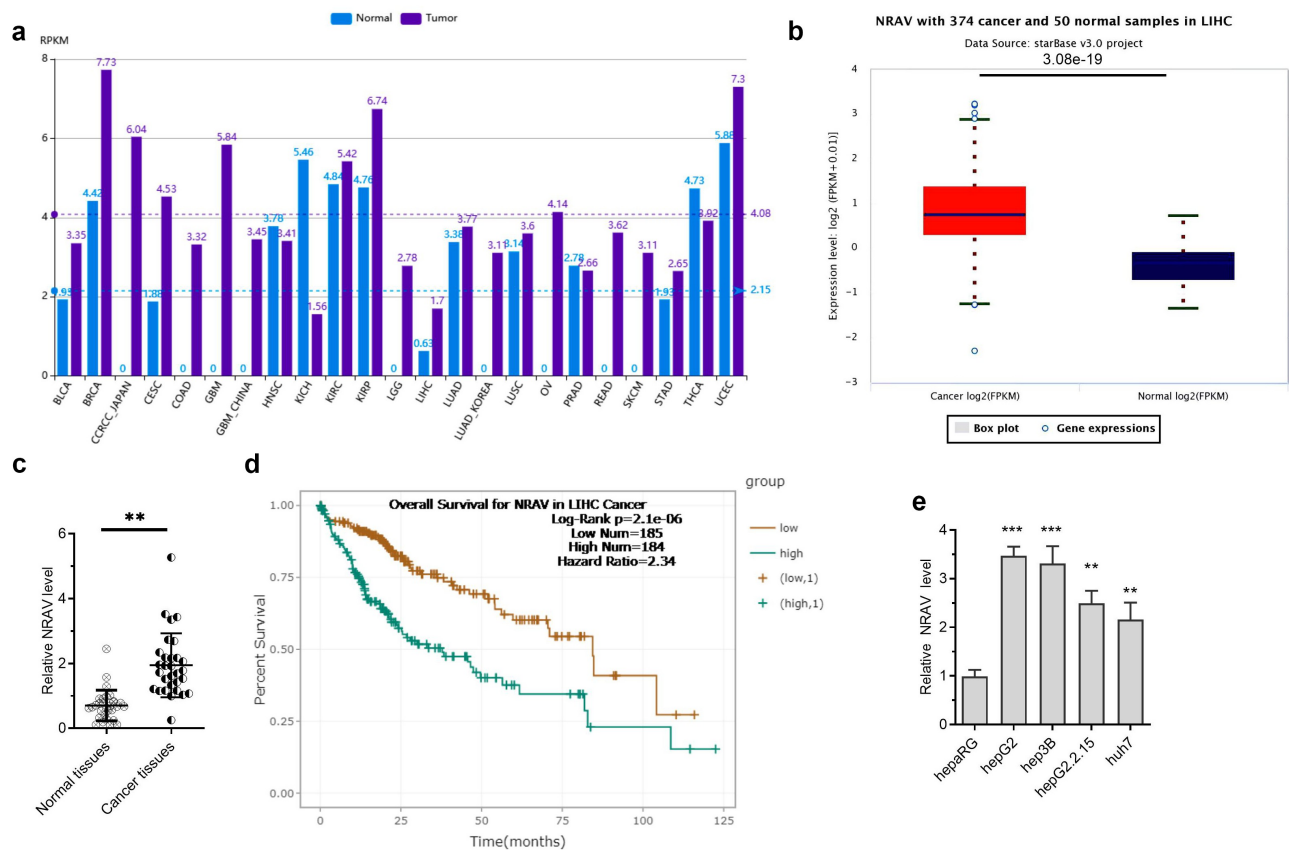 a
Normal Tumor
RPKM
8
6
4
2
0
1.93 3.35 4.42 7.73 0 6.04 1.88 4.53 0 3.32 0 5.84 0 3.45 3.78 3.41 5.46 1.56 4.84 5.42 4.76 6.74 0 2.78 0.63 1.7 3.38 3.77 0 3.11 3.14 3.6 0 4.14 2.78 2.66 0 3.62 0 3.11 1.93 2.65 4.73 3.92 5.88 7.3
4.08
2.15
BLCA BRCA CCRCC_JAPAN CESC COAD GBM GBM_CHINA HNSC KICH KIRC KIRP LGG LIHC LUAD LUAD_KOREA LUSC OV PRAD READ SKCM STAD THCA UCEC
b
NRAV with 374 cancer and 50 normal samples in LIHC
Data Source: starBase v3.0 project
3.08e-19
Expression level: log2 (FPKM+0.01)]
4
3
2
1
0
−1
−2
−3
Cancer log2(FPKM) Normal log2(FPKM)
Box plot Gene expressions
c
**
Relative NRAV level
6
4
2
0
Normal tissues Cancer tissues
d
Overall Survival for NRAV in LIHC Cancer
Log-Rank p=2.1e-06
Low Num=185
High Num=184
Hazard Ratio=2.34
Percent Survival
1.00
0.75
0.50
0.25
0.00
0 25 50 75 100 125
Time(months)
group
low
high
(low,1)
(high,1)
e
Relative NRAV level
4
3
2
1
0
*** *** ** **
hepaRG hepG2 hep3B hepG2.2.15 huh7